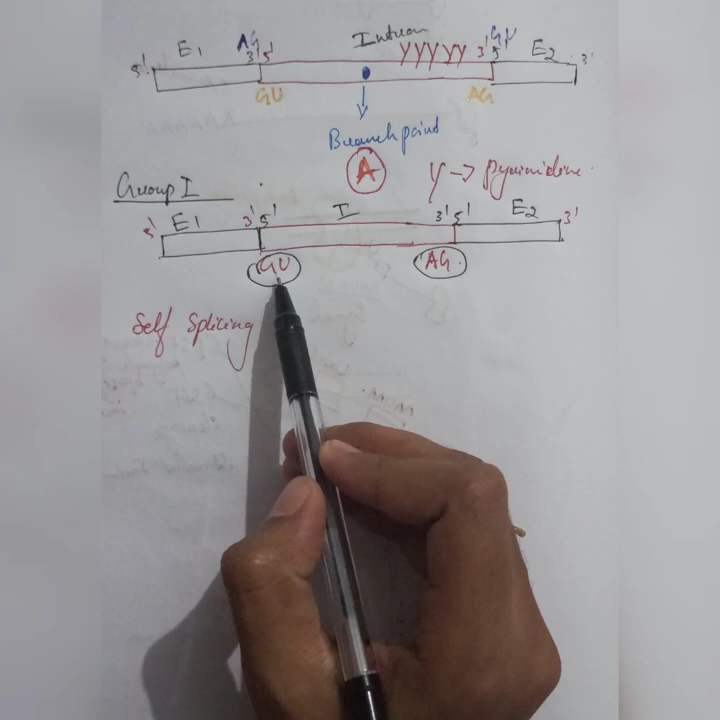 E1 AG 3' 5' Intron YYYYY 3' 5' GU E2
5' 3'
GU AG
Branch point
A Y → Pyrimidine.
Group I
5' E1 3' 5' I 3' 5' E2 3'
GU AG
Self Splicing